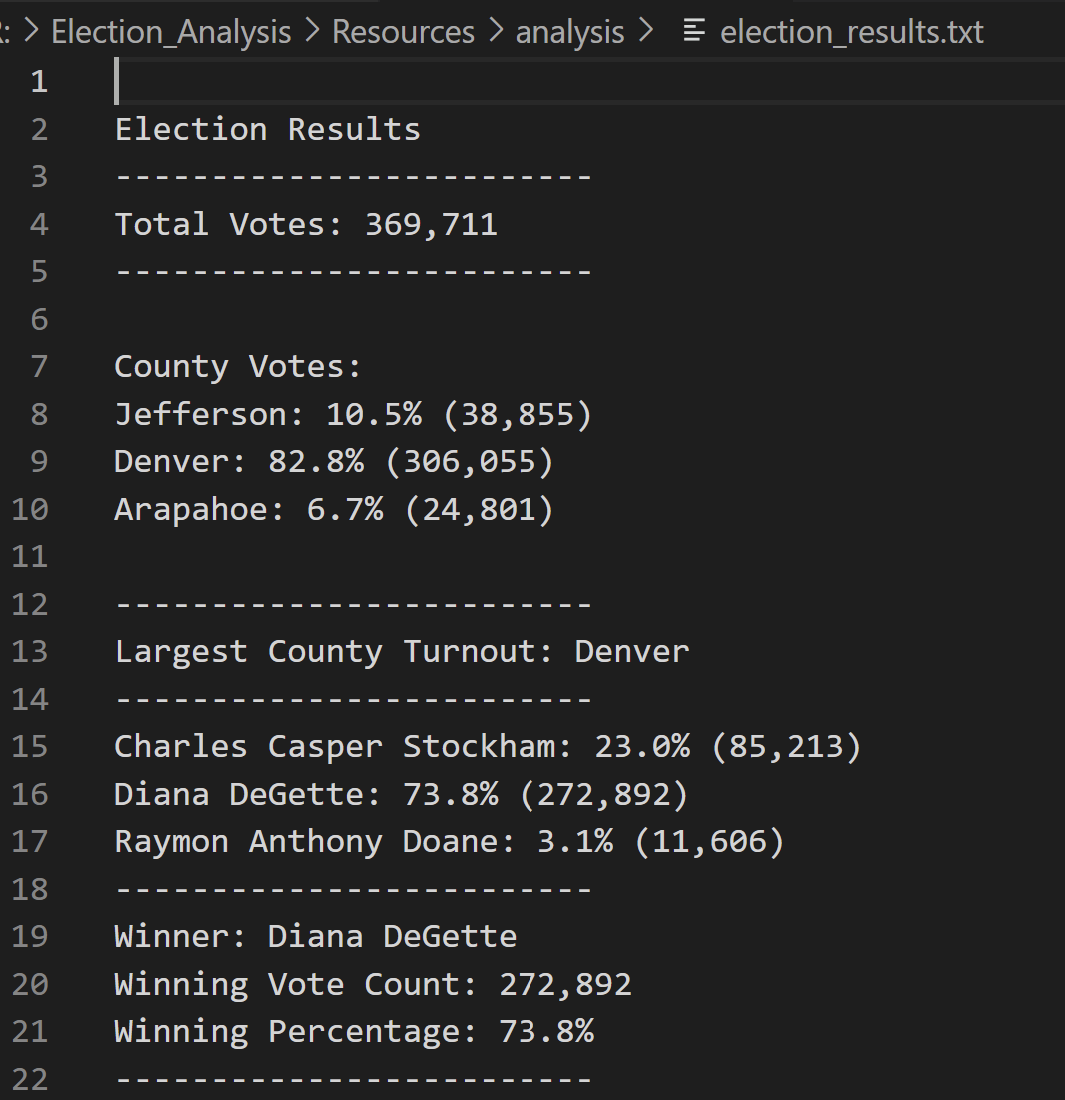 : > Election_Analysis > Resources > analysis > election_results.txt
1
2 Election Results
3 -------------------------
4 Total Votes: 369,711
5 -------------------------
6
7 County Votes:
8 Jefferson: 10.5% (38,855)
9 Denver: 82.8% (306,055)
10 Arapahoe: 6.7% (24,801)
11
12 -------------------------
13 Largest County Turnout: Denver
14 -------------------------
15 Charles Casper Stockham: 23.0% (85,213)
16 Diana DeGette: 73.8% (272,892)
17 Raymon Anthony Doane: 3.1% (11,606)
18 -------------------------
19 Winner: Diana DeGette
20 Winning Vote Count: 272,892
21 Winning Percentage: 73.8%
22 -------------------------